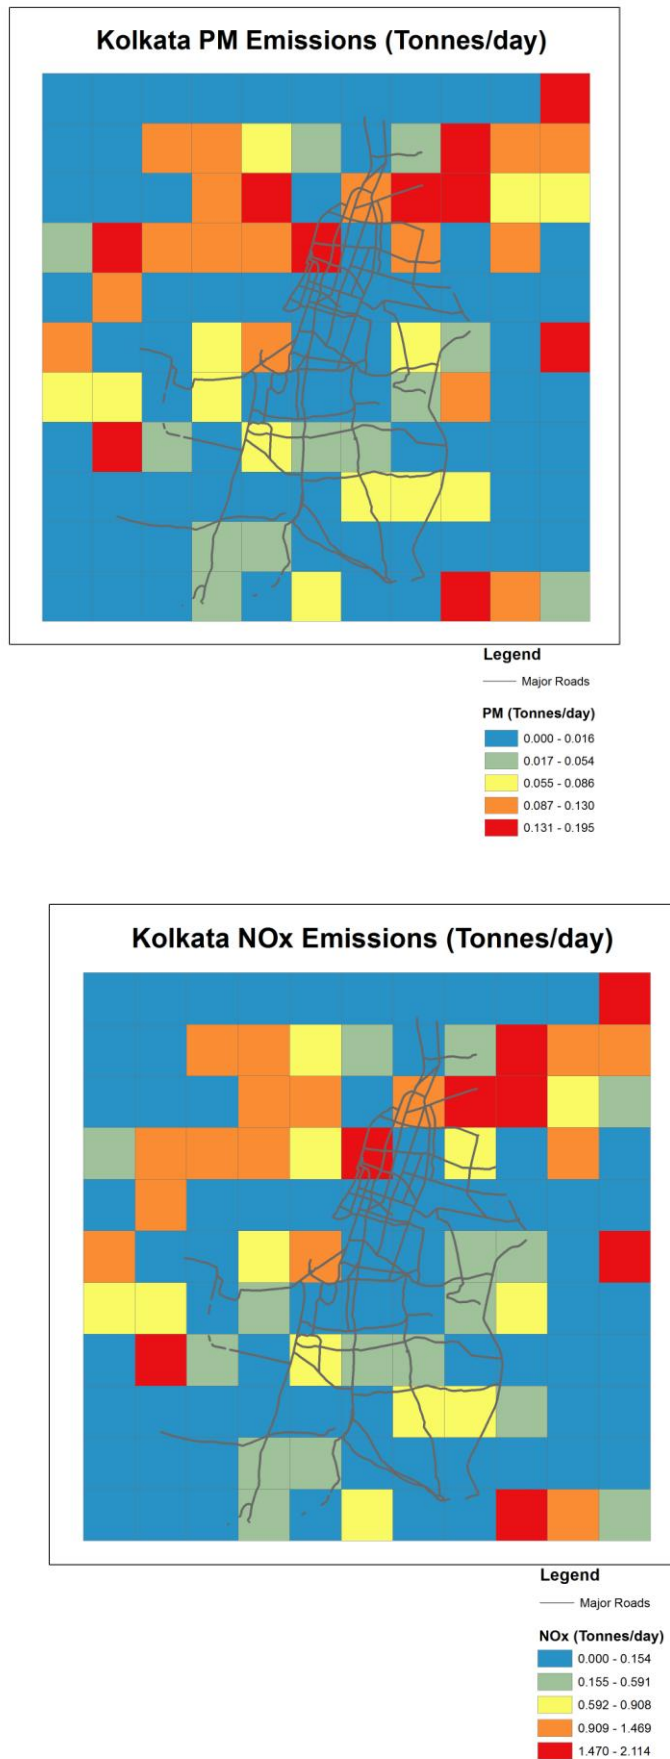 Kolkata PM Emissions (Tonnes/day)
Legend
Major Roads
PM (Tonnes/day)
0.000 - 0.016
0.017 - 0.054
0.055 - 0.086
0.087 - 0.130
0.131 - 0.195
Kolkata NOx Emissions (Tonnes/day)
Legend
Major Roads
NOx (Tonnes/day)
0.000 - 0.154
0.155 - 0.591
0.592 - 0.908
0.909 - 1.469
1.470 - 2.114